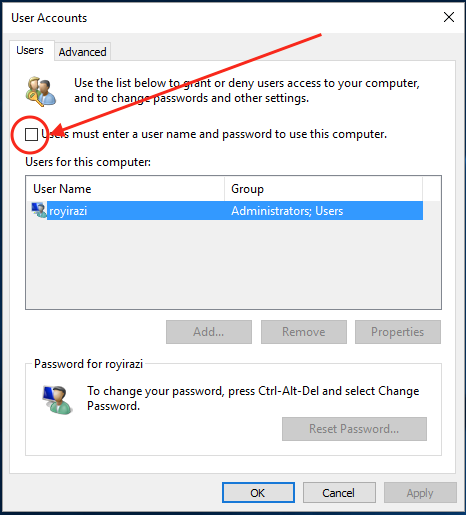 User Accounts
Users
Advanced
Use the list below to grant or deny users access to your computer,
and to change passwords and other settings.
Users must enter a user name and password to use this computer.
Users for this computer:
User Name Group
royirazi Administrators; Users
Add... Remove Properties
Password for royirazi
To change your password, press Ctrl-Alt-Del and select Change
Password.
Reset Password...
OK Cancel Apply